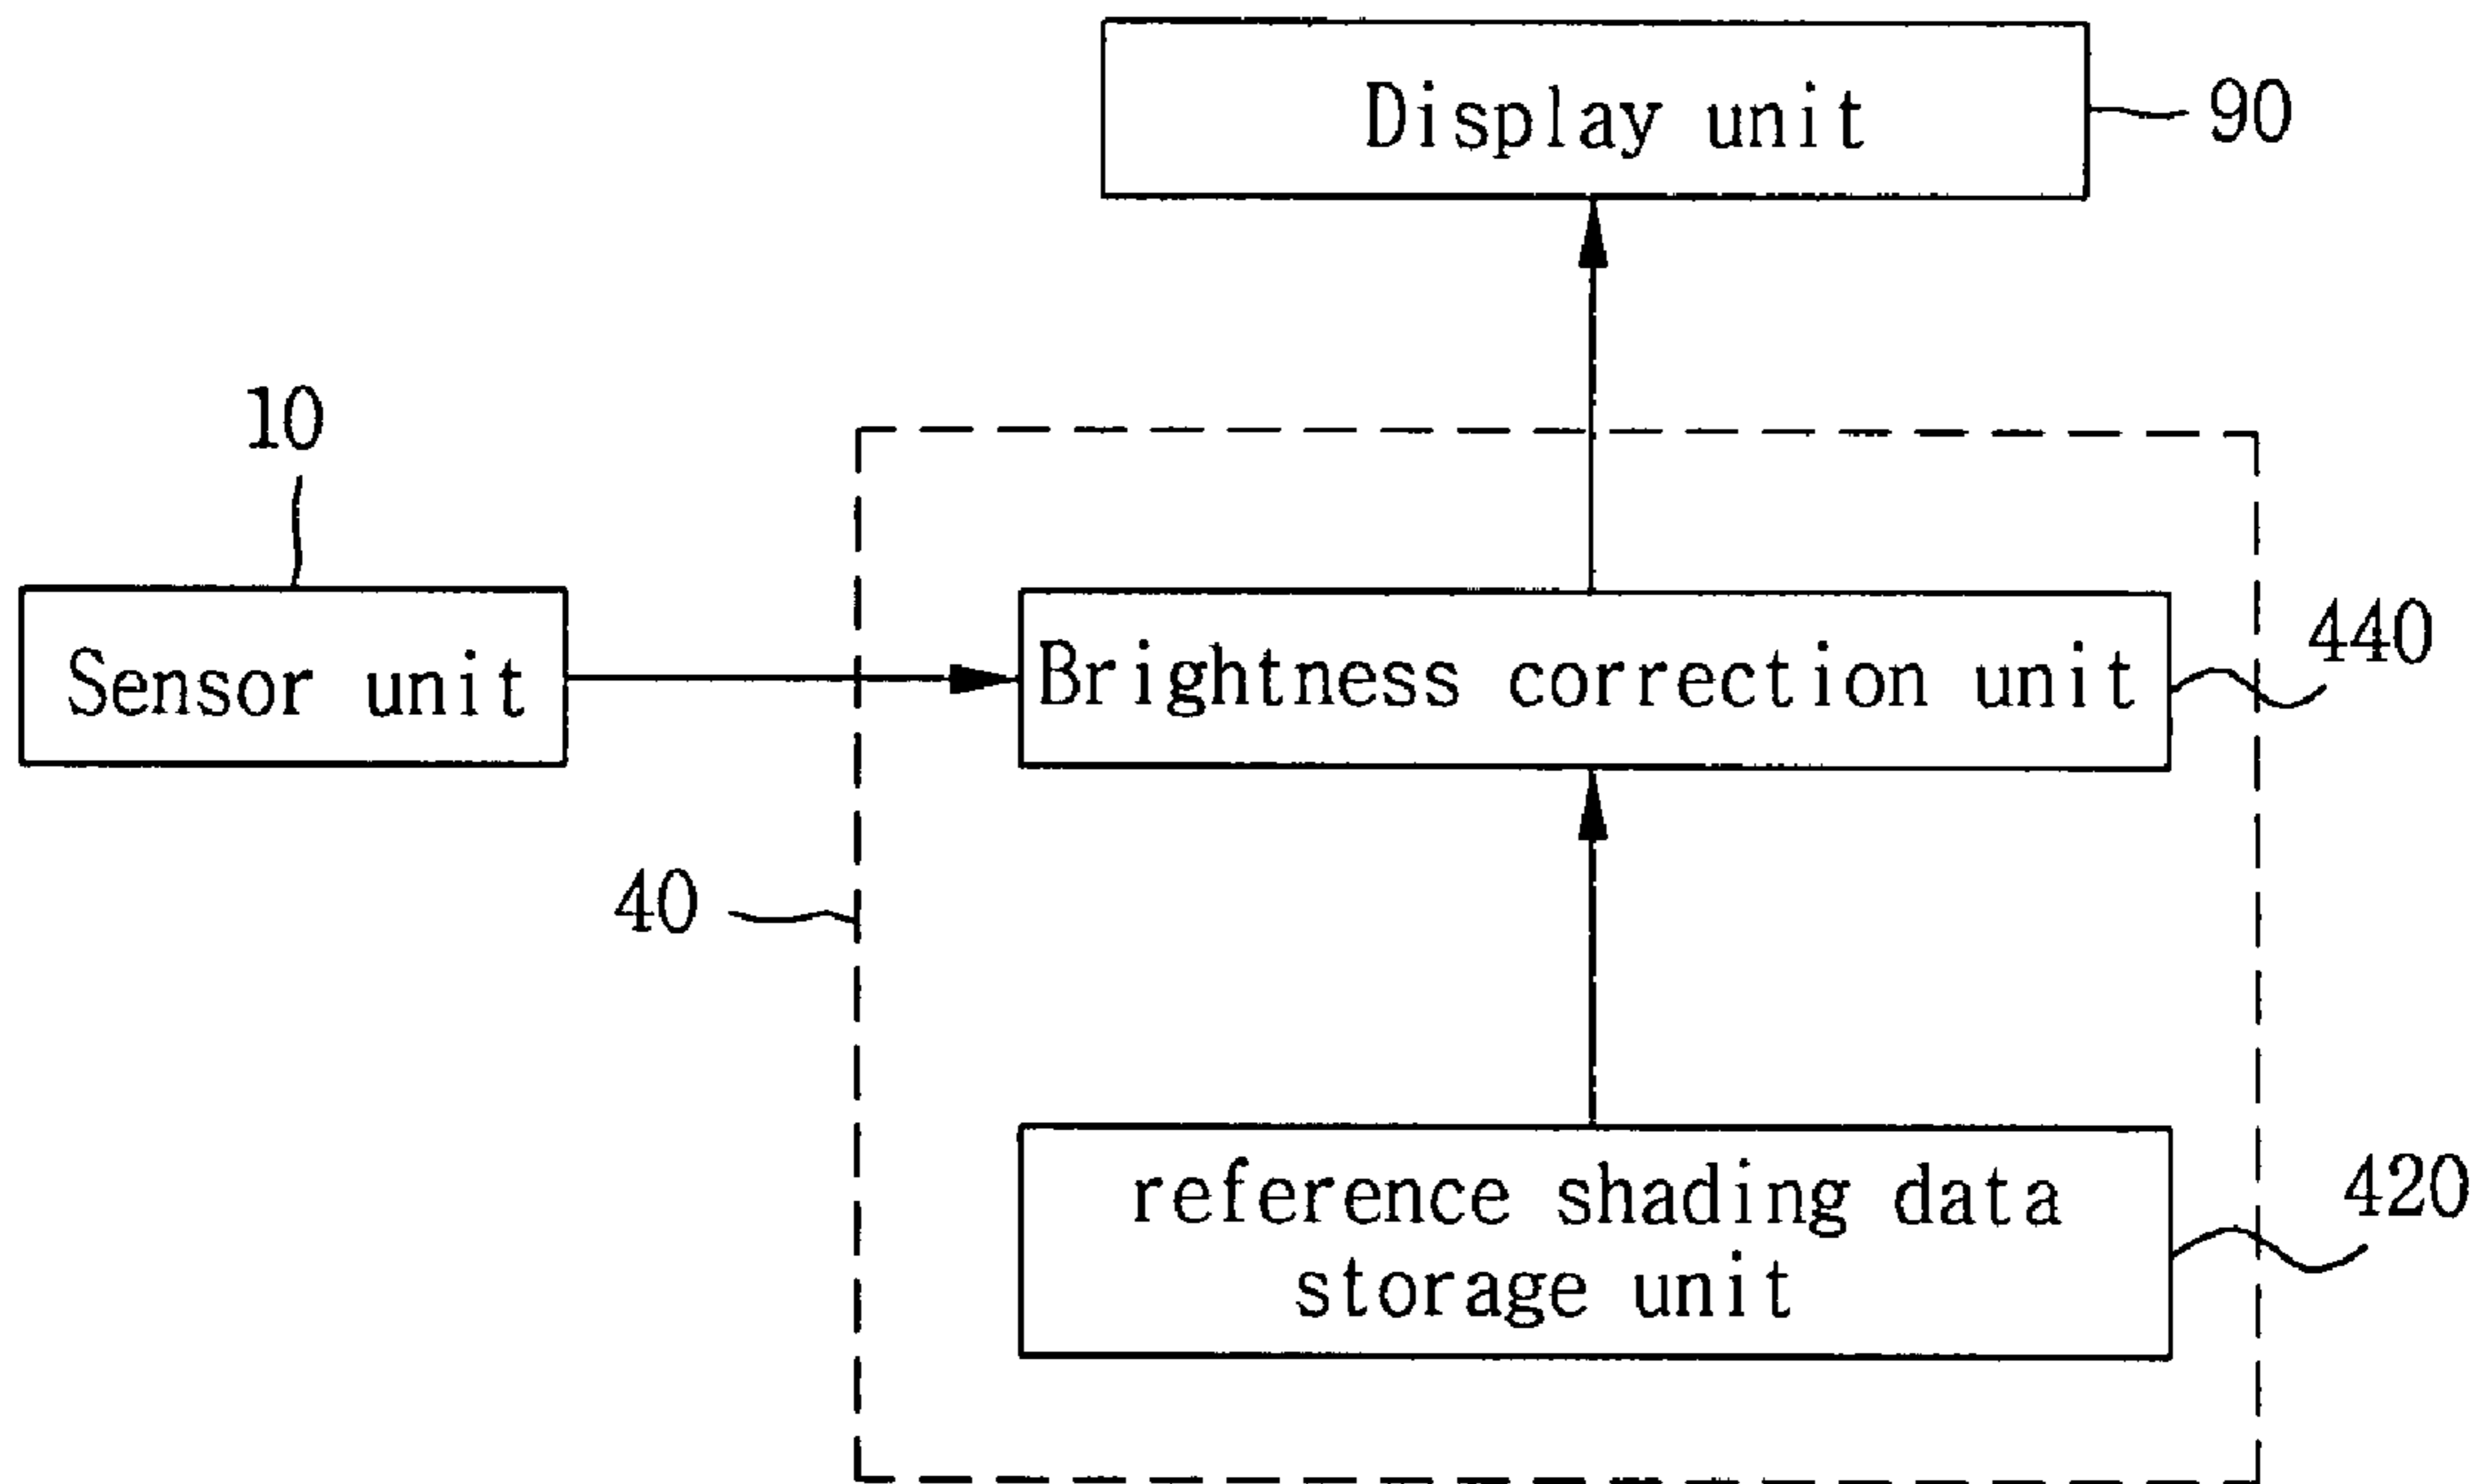 Display unit
90
10
Sensor unit
Brightness correction unit
440
40
reference shading data
storage unit
420